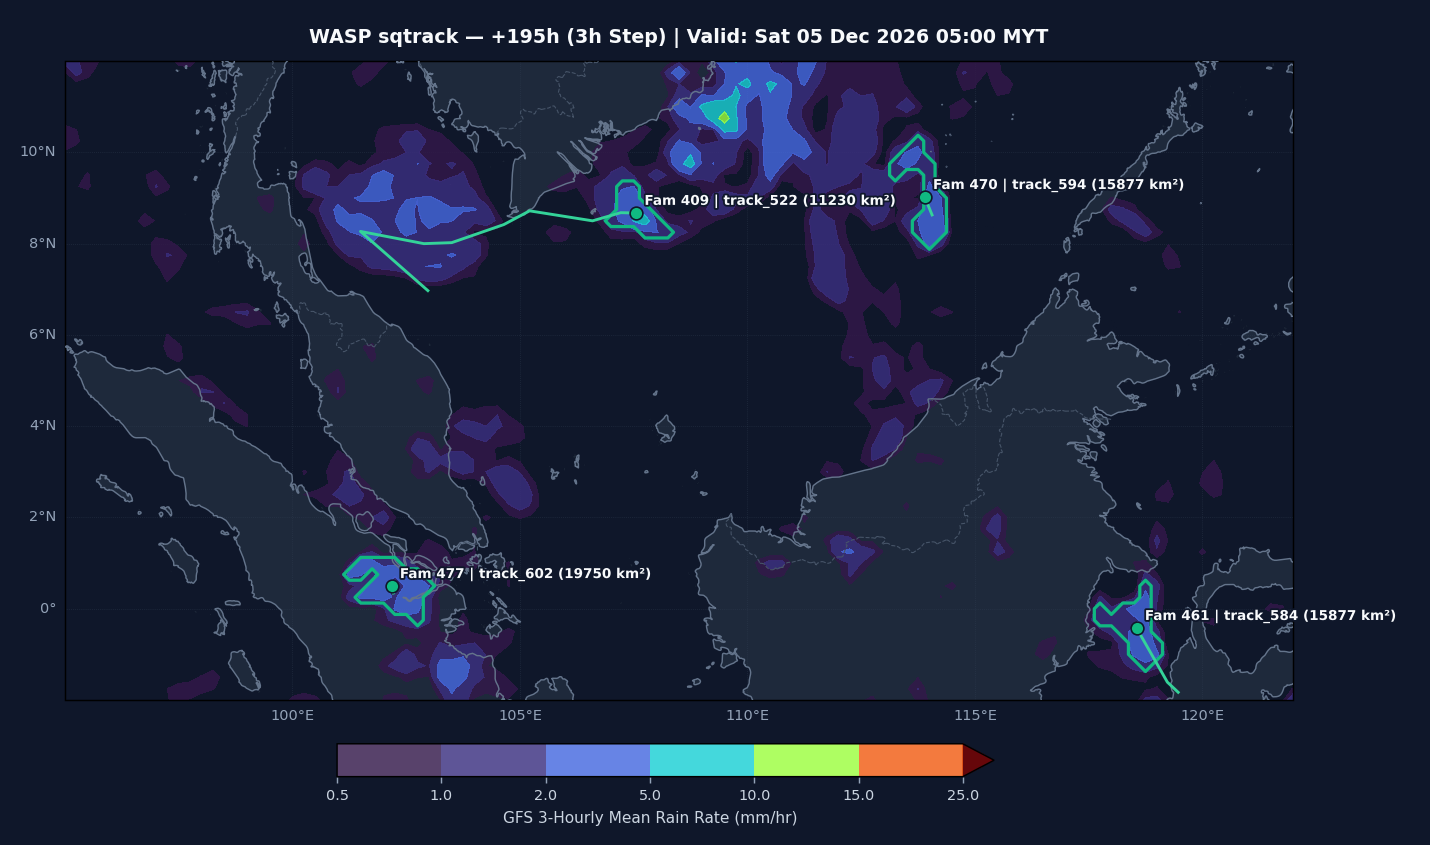 WASP sqtrack — +195h (3h Step) | Valid: Sat 05 Dec 2026 05:00 MYT
10°N
8°N
6°N
4°N
2°N
0°
Fam 470 | track_594 (15877 km²)
Fam 409 | track_522 (11230 km²)
Fam 477 | track_602 (19750 km²)
Fam 461 | track_584 (15877 km²)
100°E 105°E 110°E 115°E 120°E
0.5 1.0 2.0 5.0 10.0 15.0 25.0
GFS 3-Hourly Mean Rain Rate (mm/hr)